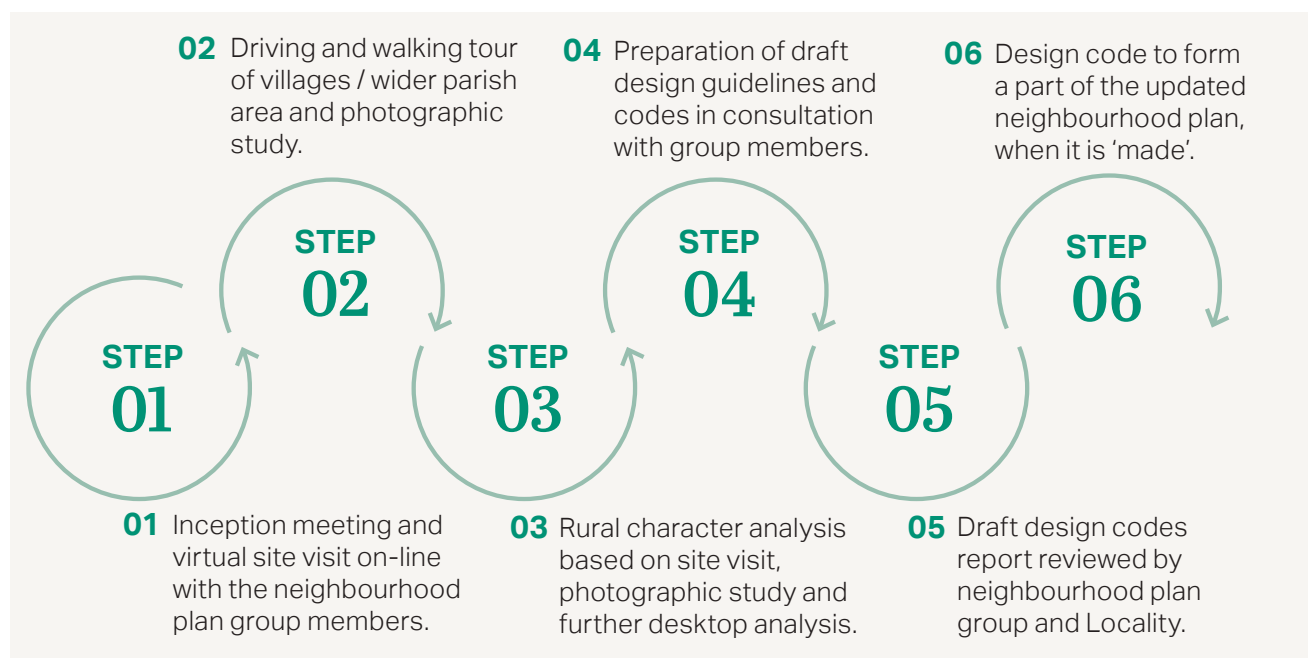 02 Driving and walking tour
of villages / wider parish
area and photographic
study.
04 Preparation of draft
design guidelines and
codes in consultation
with group members.
06 Design code to form
a part of the updated
neighbourhood plan,
when it is ‘made’.
STEP
01
STEP
02
STEP
03
STEP
04
STEP
05
STEP
06
01 Inception meeting and
virtual site visit on-line
with the neighbourhood
plan group members.
03 Rural character analysis
based on site visit,
photographic study and
further desktop analysis.
05 Draft design codes
report reviewed by
neighbourhood plan
group and Locality.